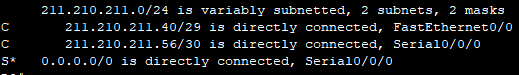 211.210.211.0/24 is variably subnetted, 2 subnets, 2 masks
C 211.210.211.40/29 is directly connected, FastEthernet0/0
C 211.210.211.56/30 is directly connected, Serial0/0/0
S* 0.0.0.0/0 is directly connected, Serial0/0/0